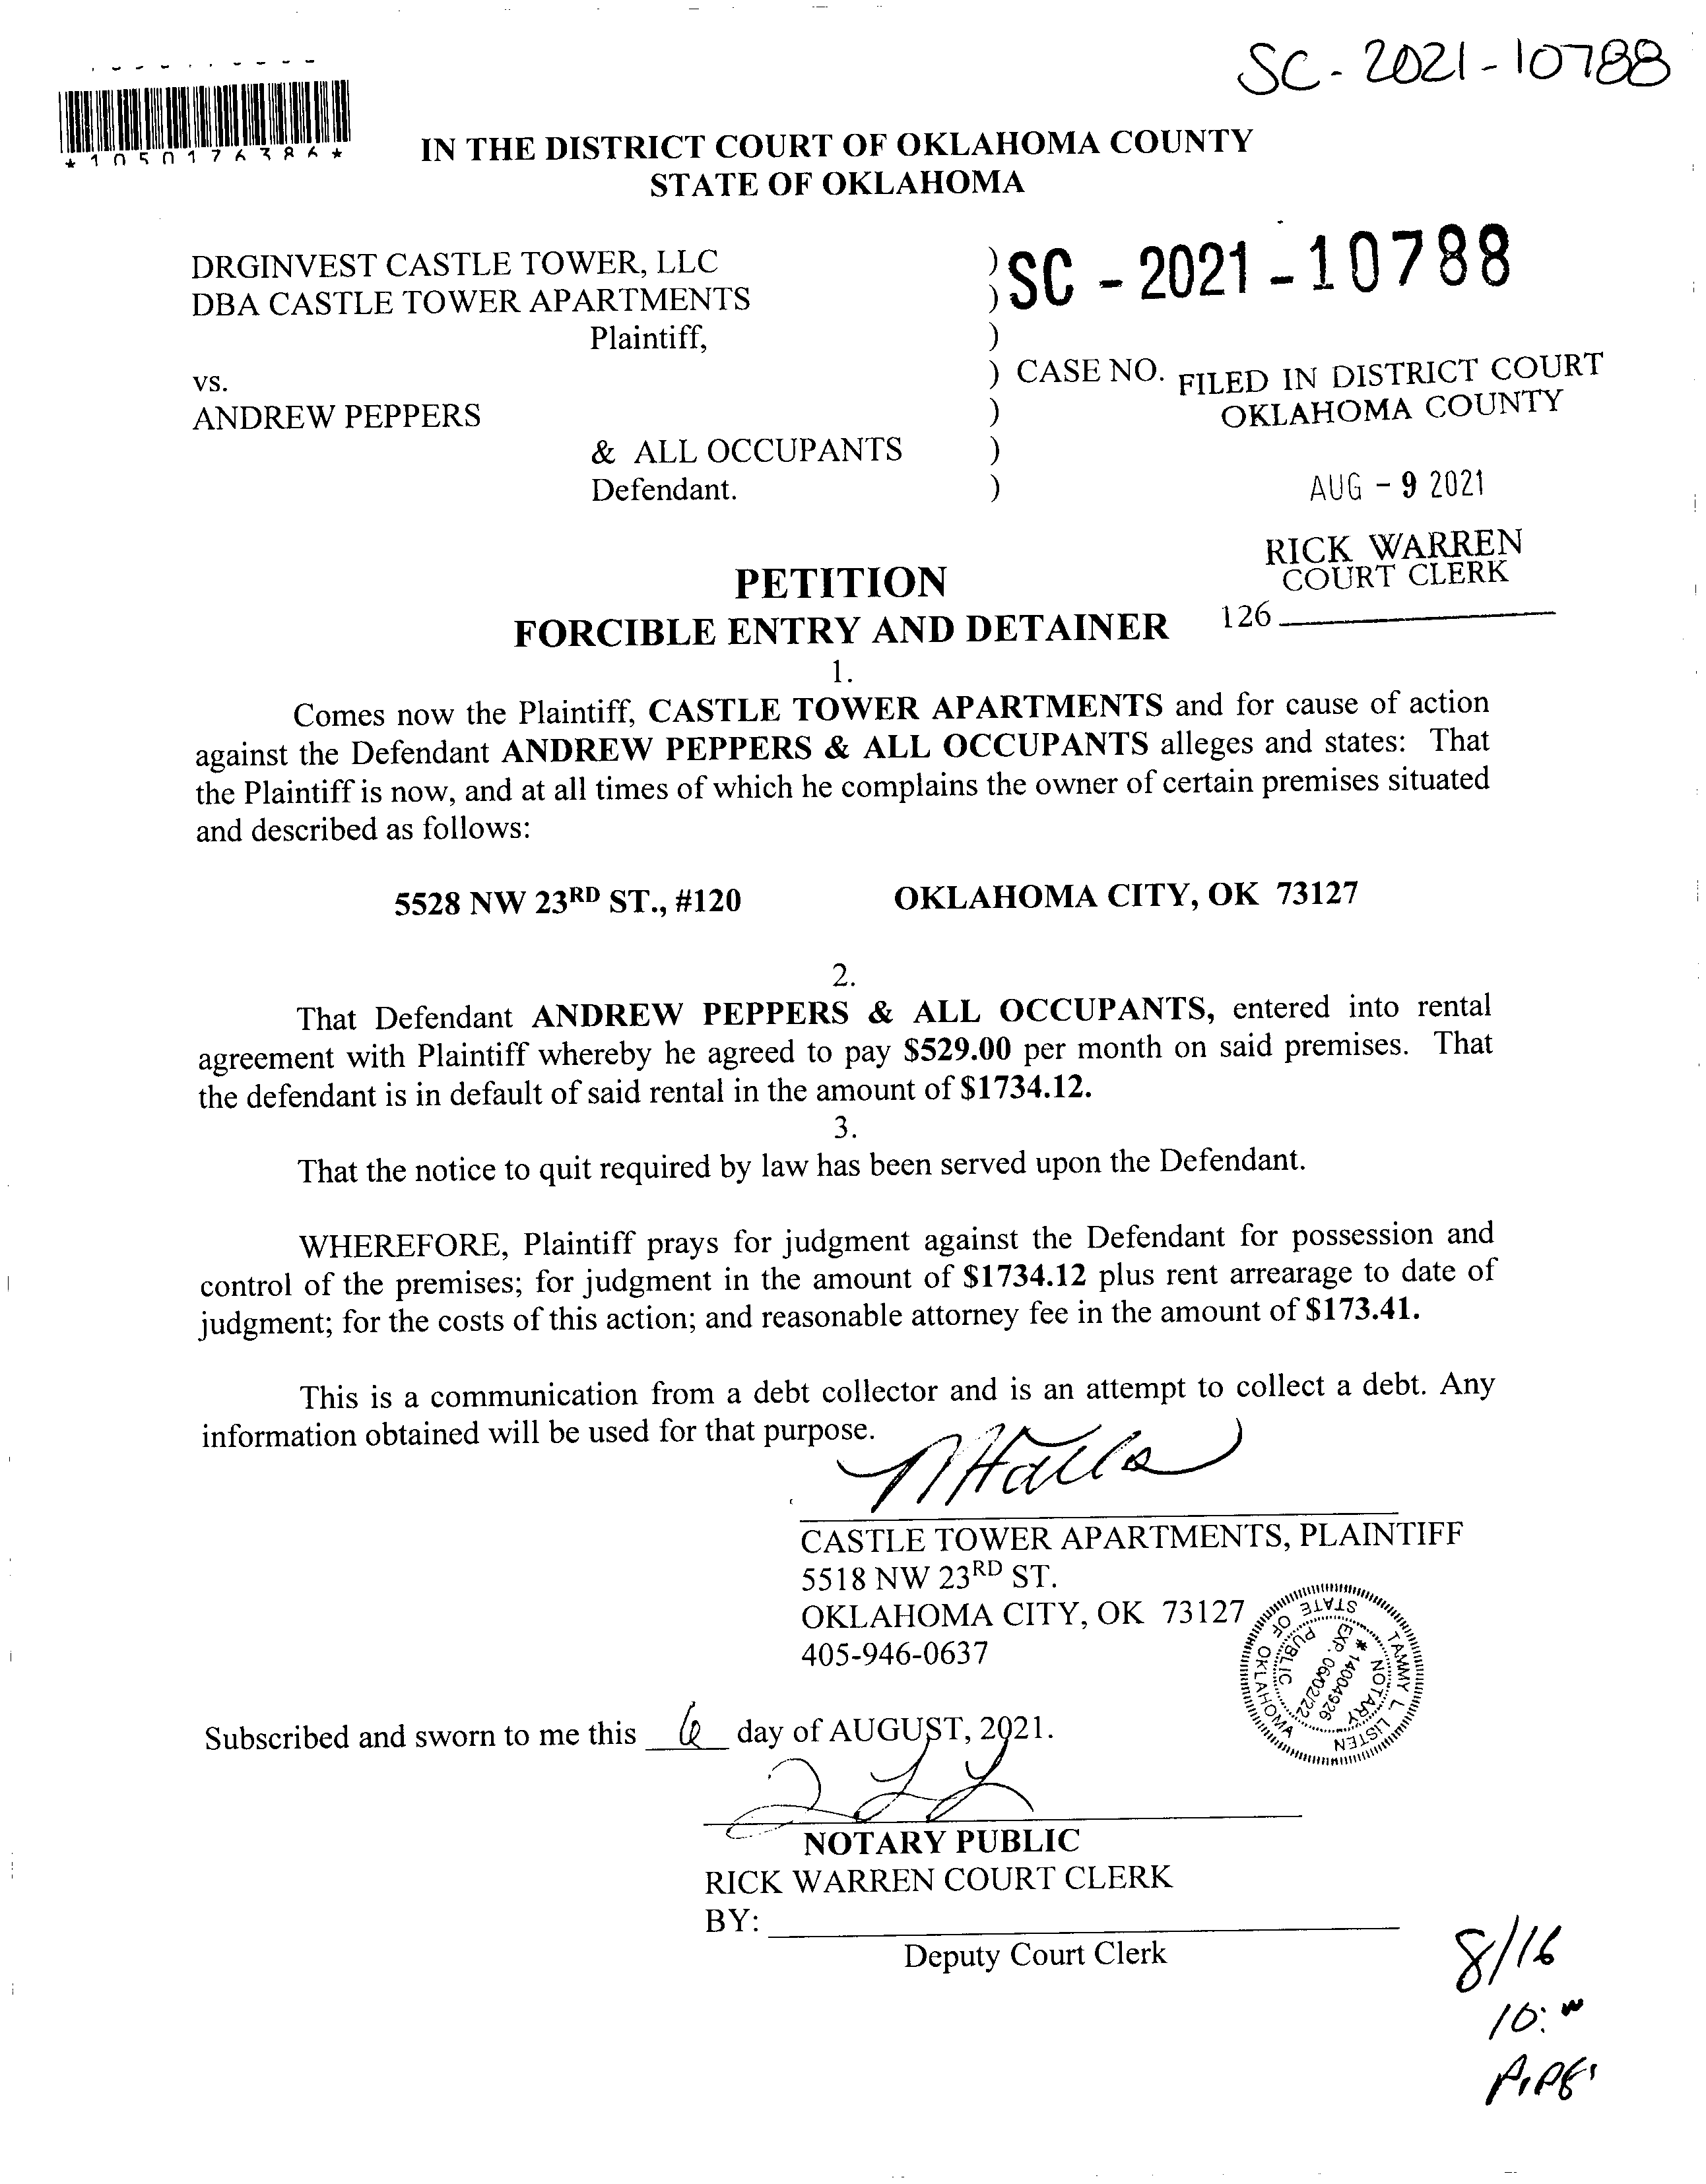 SC-2021-10788
*1050176386*
IN THE DISTRICT COURT OF OKLAHOMA COUNTY
STATE OF OKLAHOMA
DRGINVEST CASTLE TOWER, LLC
DBA CASTLE TOWER APARTMENTS
Plaintiff,
vs.
ANDREW PEPPERS
& ALL OCCUPANTS
Defendant.
)
)
)
)
)
)
)
SC - 2021 - 10788
CASE NO.
FILED IN DISTRICT COURT
OKLAHOMA COUNTY
AUG - 9 2021
RICK WARREN
COURT CLERK
126
PETITION
FORCIBLE ENTRY AND DETAINER
1.
Comes now the Plaintiff, CASTLE TOWER APARTMENTS and for cause of action
against the Defendant ANDREW PEPPERS & ALL OCCUPANTS alleges and states: That
the Plaintiff is now, and at all times of which he complains the owner of certain premises situated
and described as follows:
5528 NW 23RD ST., #120 OKLAHOMA CITY, OK 73127
2.
That Defendant ANDREW PEPPERS & ALL OCCUPANTS, entered into rental
agreement with Plaintiff whereby he agreed to pay $529.00 per month on said premises. That
the defendant is in default of said rental in the amount of $1734.12.
3.
That the notice to quit required by law has been served upon the Defendant.
WHEREFORE, Plaintiff prays for judgment against the Defendant for possession and
control of the premises; for judgment in the amount of $1734.12 plus rent arrearage to date of
judgment; for the costs of this action; and reasonable attorney fee in the amount of $173.41.
This is a communication from a debt collector and is an attempt to collect a debt. Any
information obtained will be used for that purpose.
CASTLE TOWER APARTMENTS, PLAINTIFF
5518 NW 23RD ST.
OKLAHOMA CITY, OK 73127
405-946-0637
TAMMY L. LISTEN
NOTARY
# 14004926
EXP. 06/02/22
PUBLIC
STATE OF OKLAHOMA
Subscribed and sworn to me this 6 day of AUGUST, 2021.
NOTARY PUBLIC
RICK WARREN COURT CLERK
BY:
Deputy Court Clerk
8/16
10: